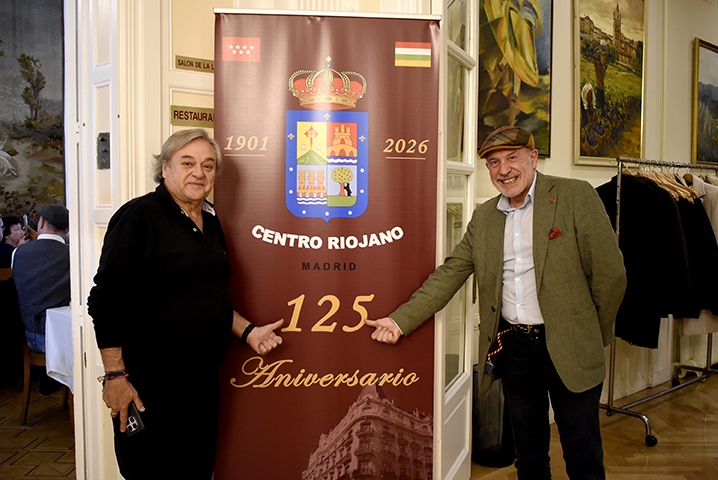 SALON DE LA
RESTAURA
1901 2026
CENTRO RIOJANO
MADRID
125
Aniversario